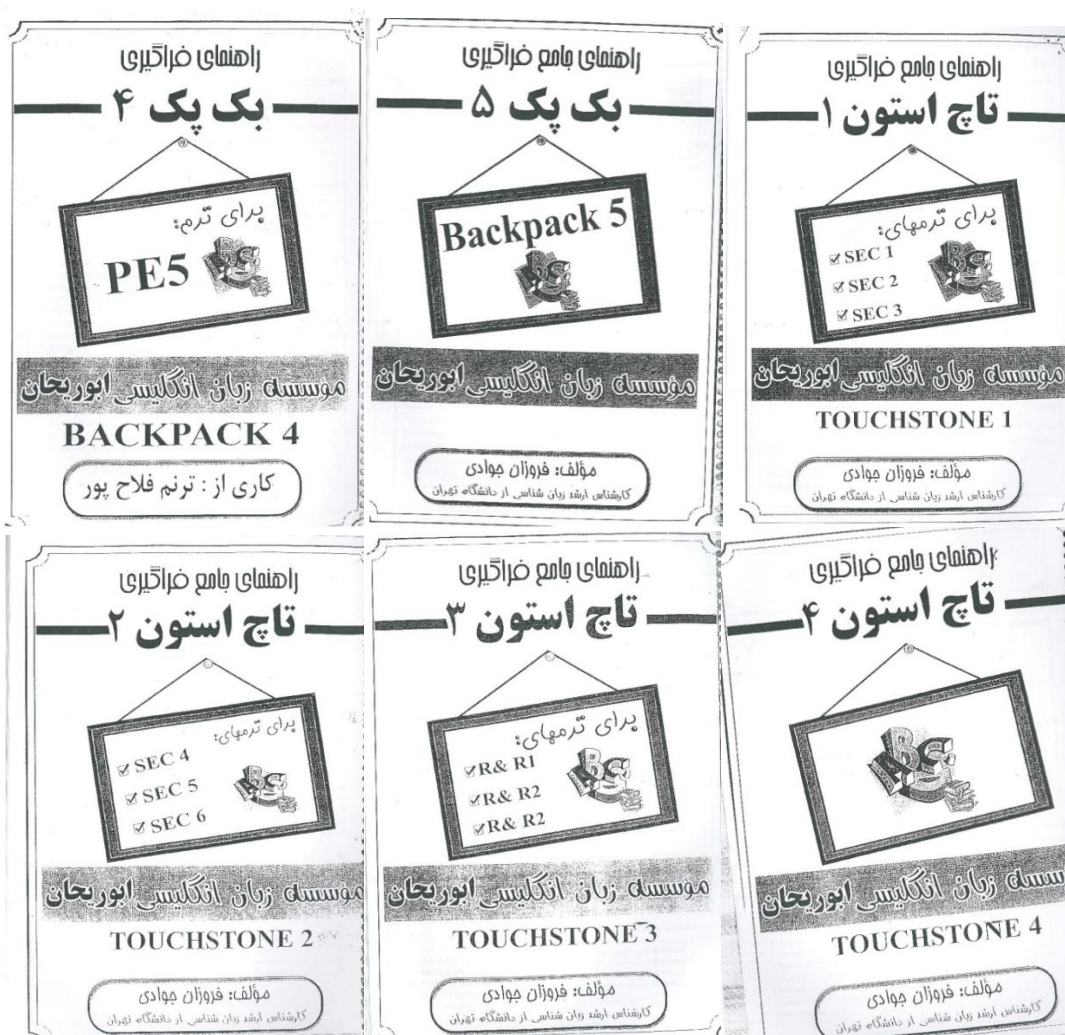 راهنمای جامع فراگیری
بک پک ۴
برای ترم:
PE5
موسسه زبان انگلیسی ابوریحان
BACKPACK 4
کاری از : ترنم فلاح پور
راهنمای جامع فراگیری
بک پک ۵
Backpack 5
مؤسسه زبان انگلیسی ابوریحان
مؤلف: فروزان جوادی
کارشناس ارشد زبان شناسی از دانشگاه تهران
راهنمای جامع فراگیری
تاچ استون ۱
برای ترمهای:
SEC 1
SEC 2
SEC 3
مؤسسه زبان انگلیسی ابوریحان
TOUCHSTONE 1
مؤلف: فروزان جوادی
کارشناس ارشد زبان شناسی از دانشگاه تهران
راهنمای جامع فراگیری
تاچ استون ۲
برای ترمهای:
SEC 4
SEC 5
SEC 6
مؤسسه زبان انگلیسی ابوریحان
TOUCHSTONE 2
مؤلف: فروزان جوادی
کارشناس ارشد زبان شناسی از دانشگاه تهران
راهنمای جامع فراگیری
تاچ استون ۳
برای ترمهای:
R& R1
R& R2
R& R2
مؤسسه زبان انگلیسی ابوریحان
TOUCHSTONE 3
مؤلف: فروزان جوادی
کارشناس ارشد زبان شناسی از دانشگاه تهران
راهنمای جامع فراگیری
تاچ استون ۴
زبان انگلیسی ابوریحان
TOUCHSTONE 4
مؤلف: فروزان جوادی
کارشناس ارشد زبان شناسی از دانشگاه تهران